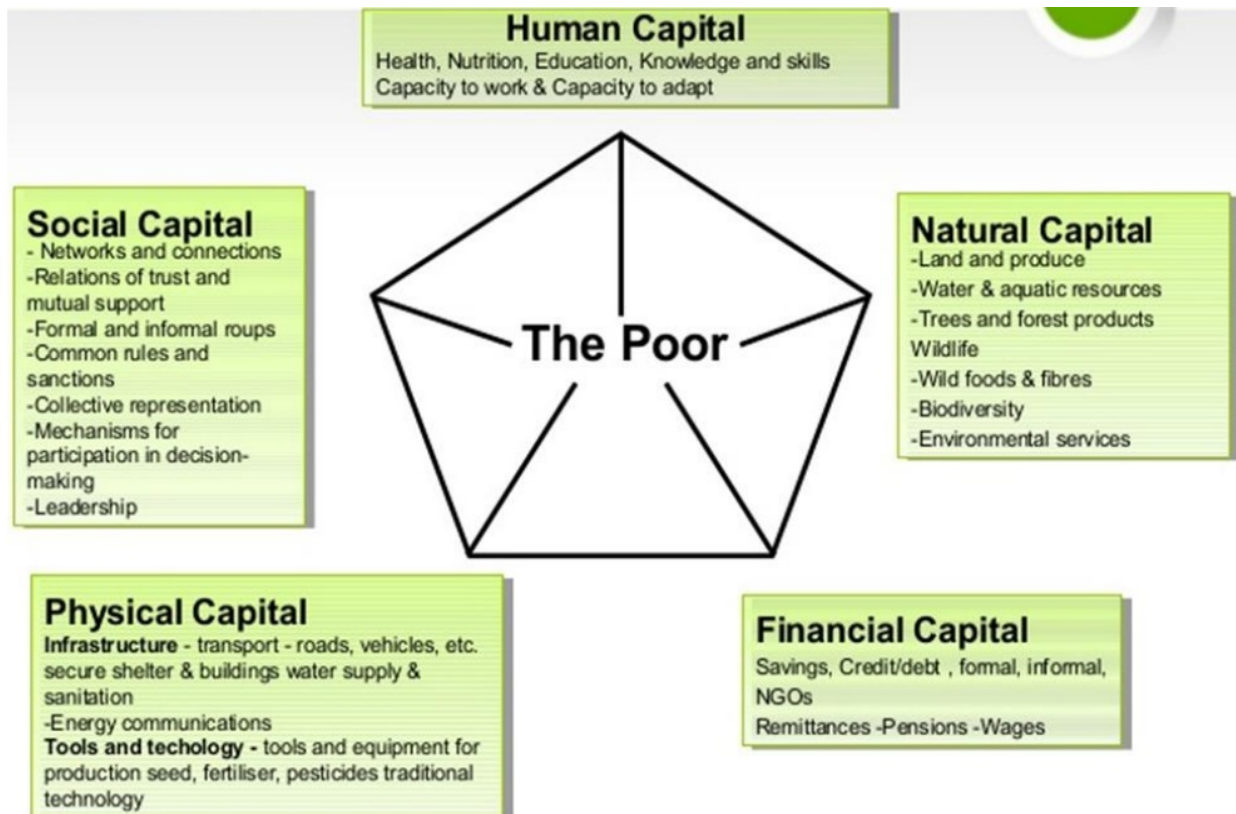 Human Capital
Health, Nutrition, Education, Knowledge and skills
Capacity to work & Capacity to adapt
Social Capital
- Networks and connections
-Relations of trust and
mutual support
-Formal and informal roups
-Common rules and
sanctions
-Collective representation
-Mechanisms for
participation in decision-
making
-Leadership
The Poor
Natural Capital
-Land and produce
-Water & aquatic resources
-Trees and forest products
Wildlife
-Wild foods & fibres
-Biodiversity
-Environmental services
Physical Capital
Infrastructure - transport - roads, vehicles, etc.
secure shelter & buildings water supply &
sanitation
-Energy communications
Tools and techology - tools and equipment for
production seed, fertiliser, pesticides traditional
technology
Financial Capital
Savings, Credit/debt , formal, informal,
NGOs
Remittances -Pensions -Wages